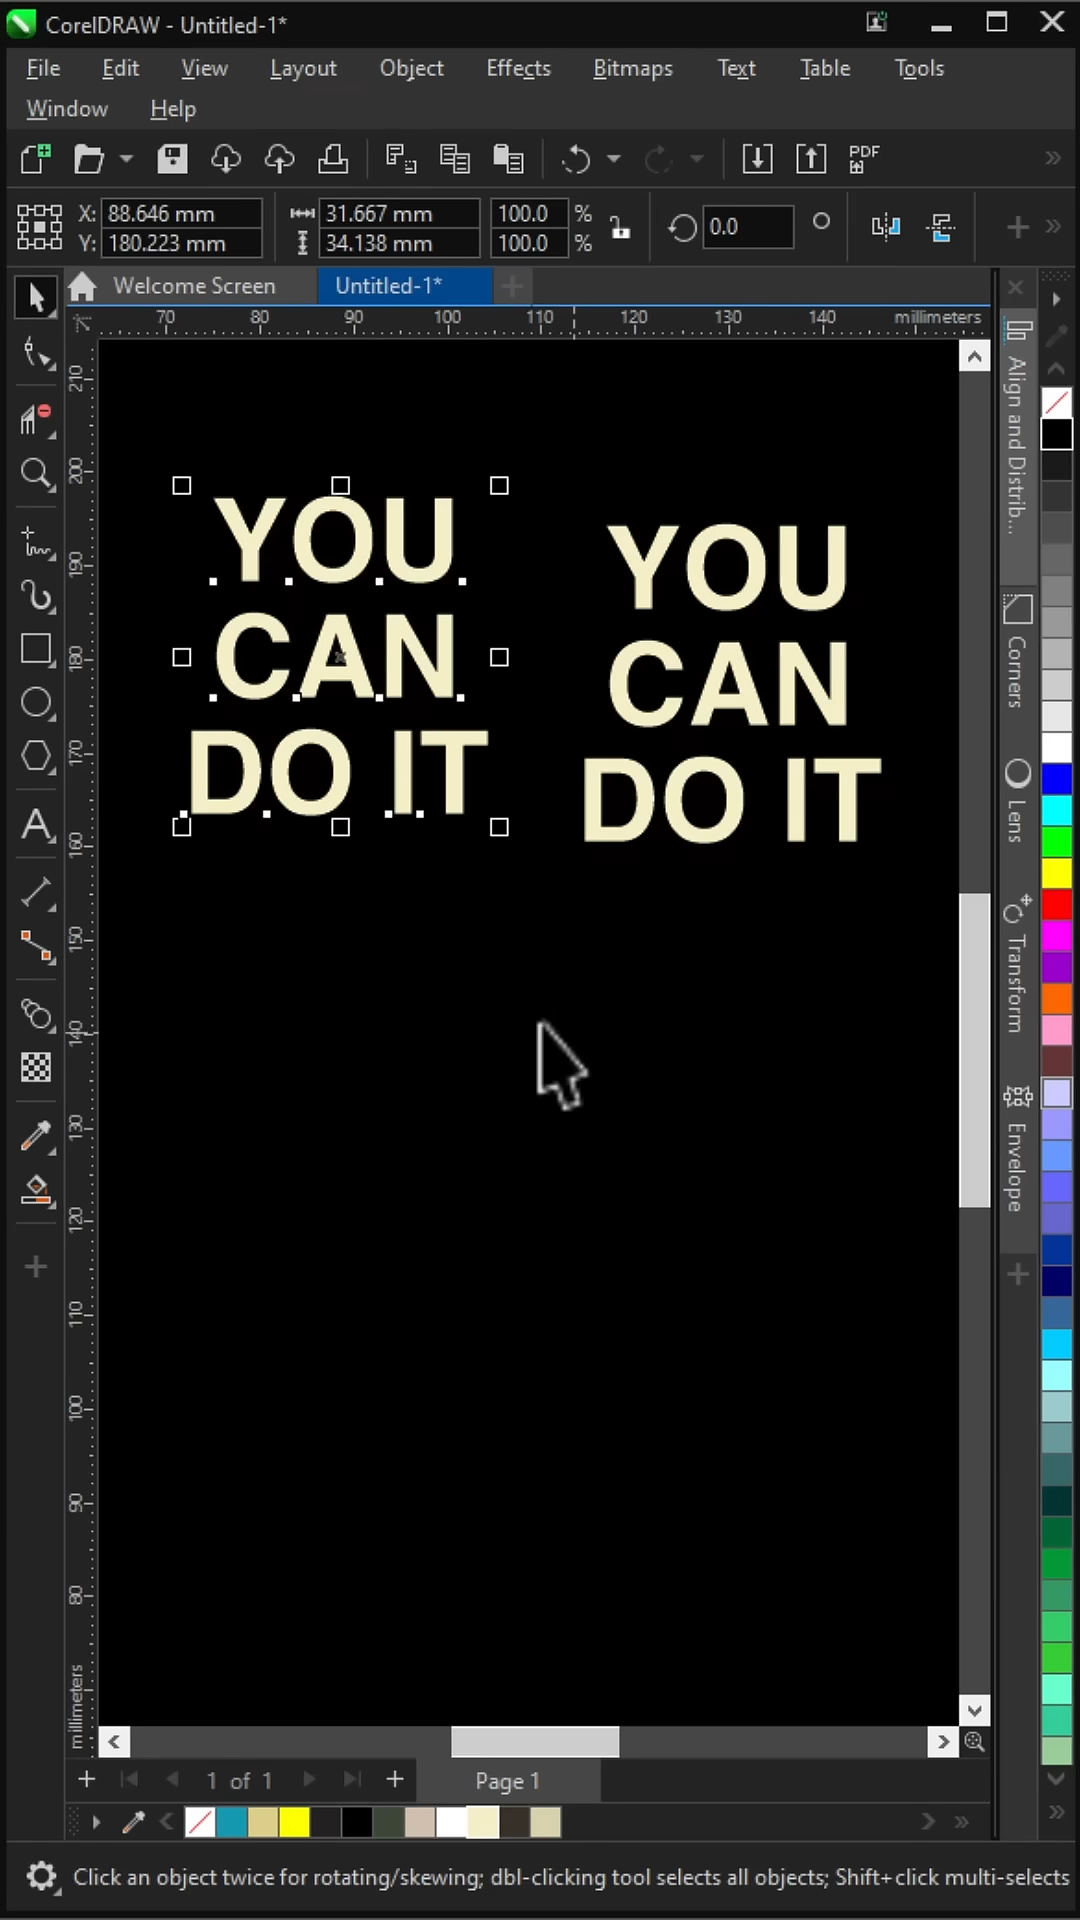 CorelDRAW - Untitled-1*
File Edit View Layout Object Effects Bitmaps Text Table Tools
Window Help
PDF
X: 88.646 mm 31.667 mm 100.0 %
Y: 180.223 mm 34.138 mm 100.0 %
0.0
Welcome Screen Untitled-1*
70 80 90 100 110 120 130 140 millimeters
210
200
190
180
170
160
150
140
130
120
110
100
90
80
millimeters
YOU
CAN
DO IT
YOU
CAN
DO IT
Align and Distrib...
Corners
Lens
Transform
Envelope
1 of 1 Page 1
Click an object twice for rotating/skewing; dbl-clicking tool selects all objects; Shift+click multi-selects